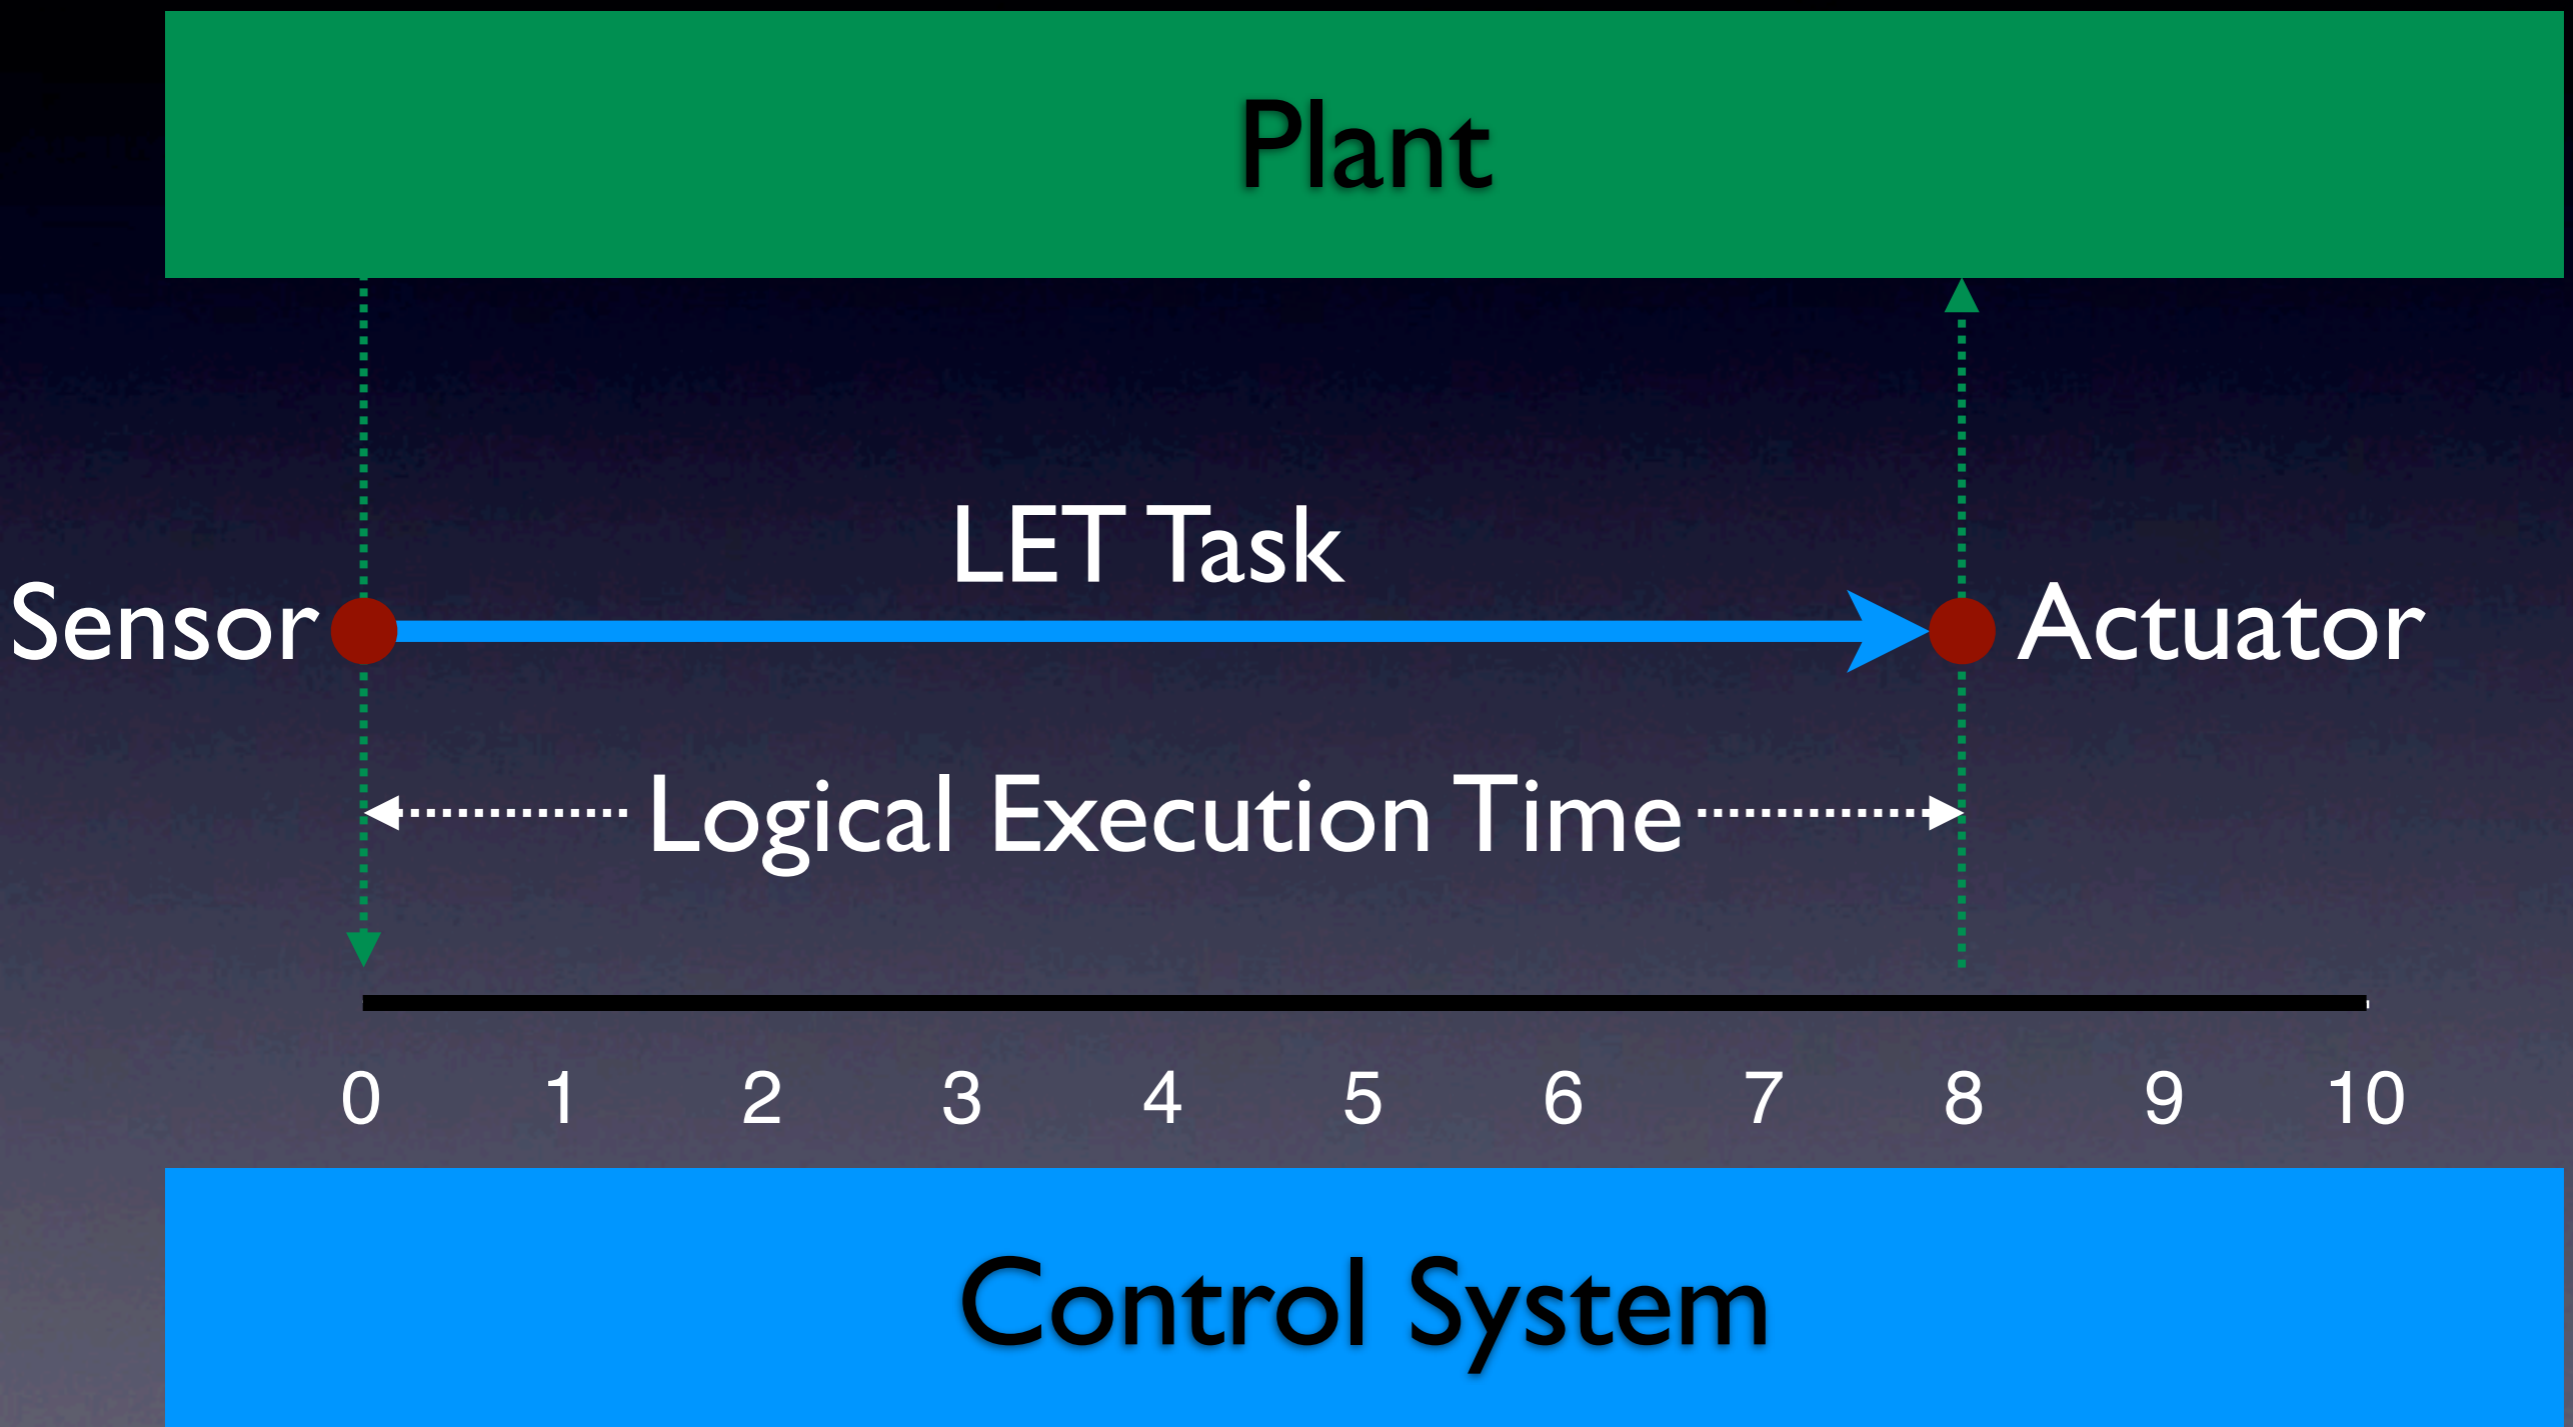 Plant
LET Task
Sensor
Actuator
Logical Execution Time
0 1 2 3 4 5 6 7 8 9 10
Control System